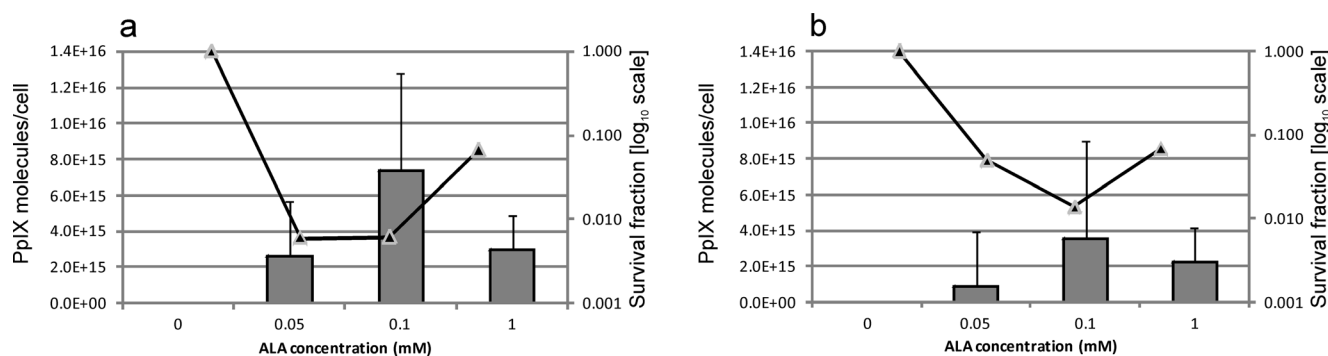 a
PpIX molecules/cell
1.4E+16
1.2E+16
1.0E+16
8.0E+15
6.0E+15
4.0E+15
2.0E+15
0.0E+00
0 0.05 0.1 1
ALA concentration (mM)
1.000
0.100
0.010
0.001
Survival fraction [log10 scale]
b
PpIX molecules/cell
1.4E+16
1.2E+16
1.0E+16
8.0E+15
6.0E+15
4.0E+15
2.0E+15
0.0E+00
0 0.05 0.1 1
ALA concentration (mM)
1.000
0.100
0.010
0.001
Survival fraction [log10 scale]